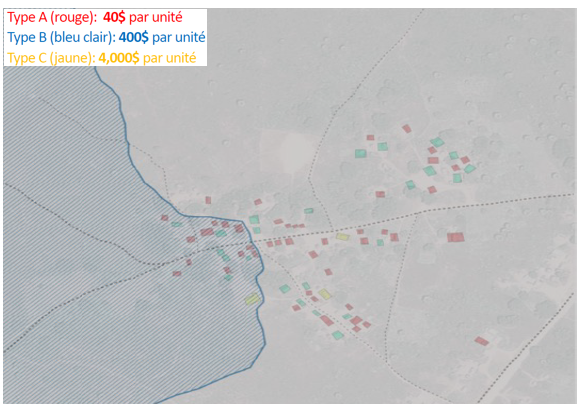 Type A (rouge): 40$ par unité
Type B (bleu clair): 400$ par unité
Type C (jaune): 4,000$ par unité